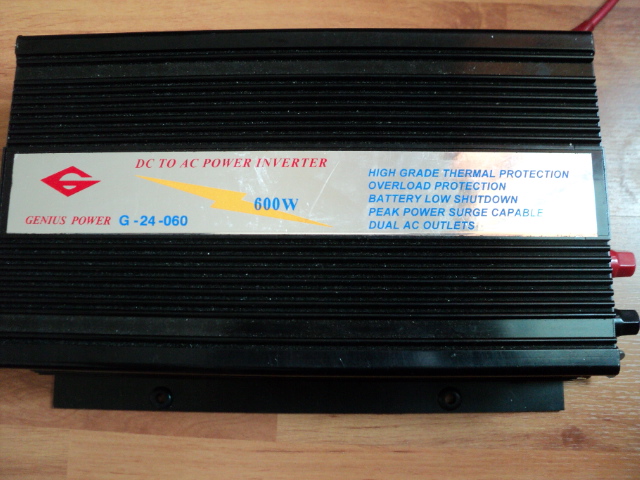 DC TO AC POWER INVERTER
G
GENIUS POWER G-24-060
600W
HIGH GRADE THERMAL PROTECTION
OVERLOAD PROTECTION
BATTERY LOW SHUTDOWN
PEAK POWER SURGE CAPABLE
DUAL AC OUTLETS